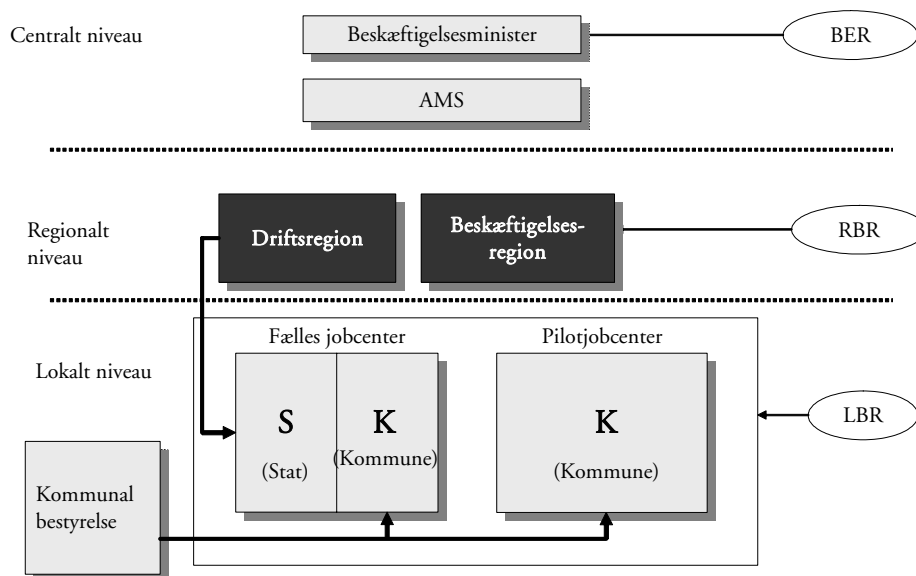 Centralt niveau
Beskæftigelsesminister
BER
AMS
Regionalt
niveau
Driftsregion
Beskæftigelses-
region
RBR
Fælles jobcenter
Pilotjobcenter
Lokalt niveau
S
K
K
(Stat)
(Kommune)
(Kommune)
LBR
Kommunal
bestyrelse